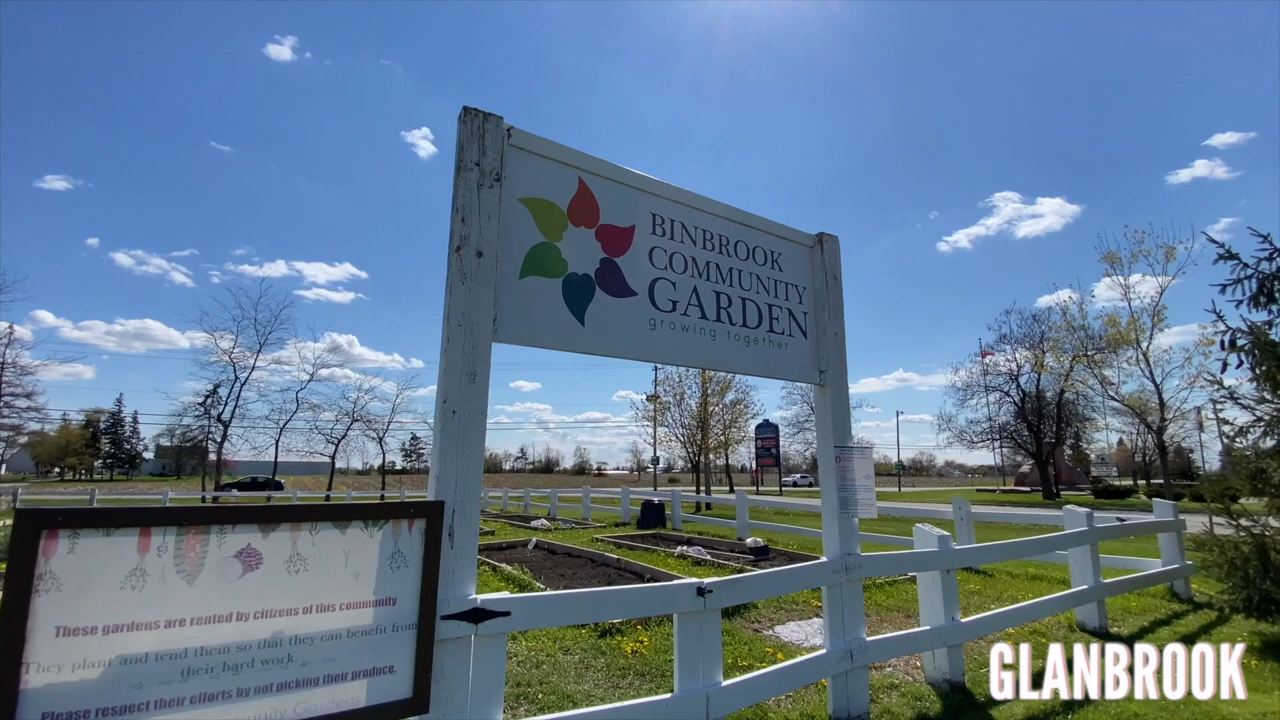 BINBROOK
COMMUNITY
GARDEN
growing together
These gardens are rented by citizens of this community
They plant and tend them so that they can benefit from
their hard work.
Please respect their efforts by not picking their produce.
GLANBROOK